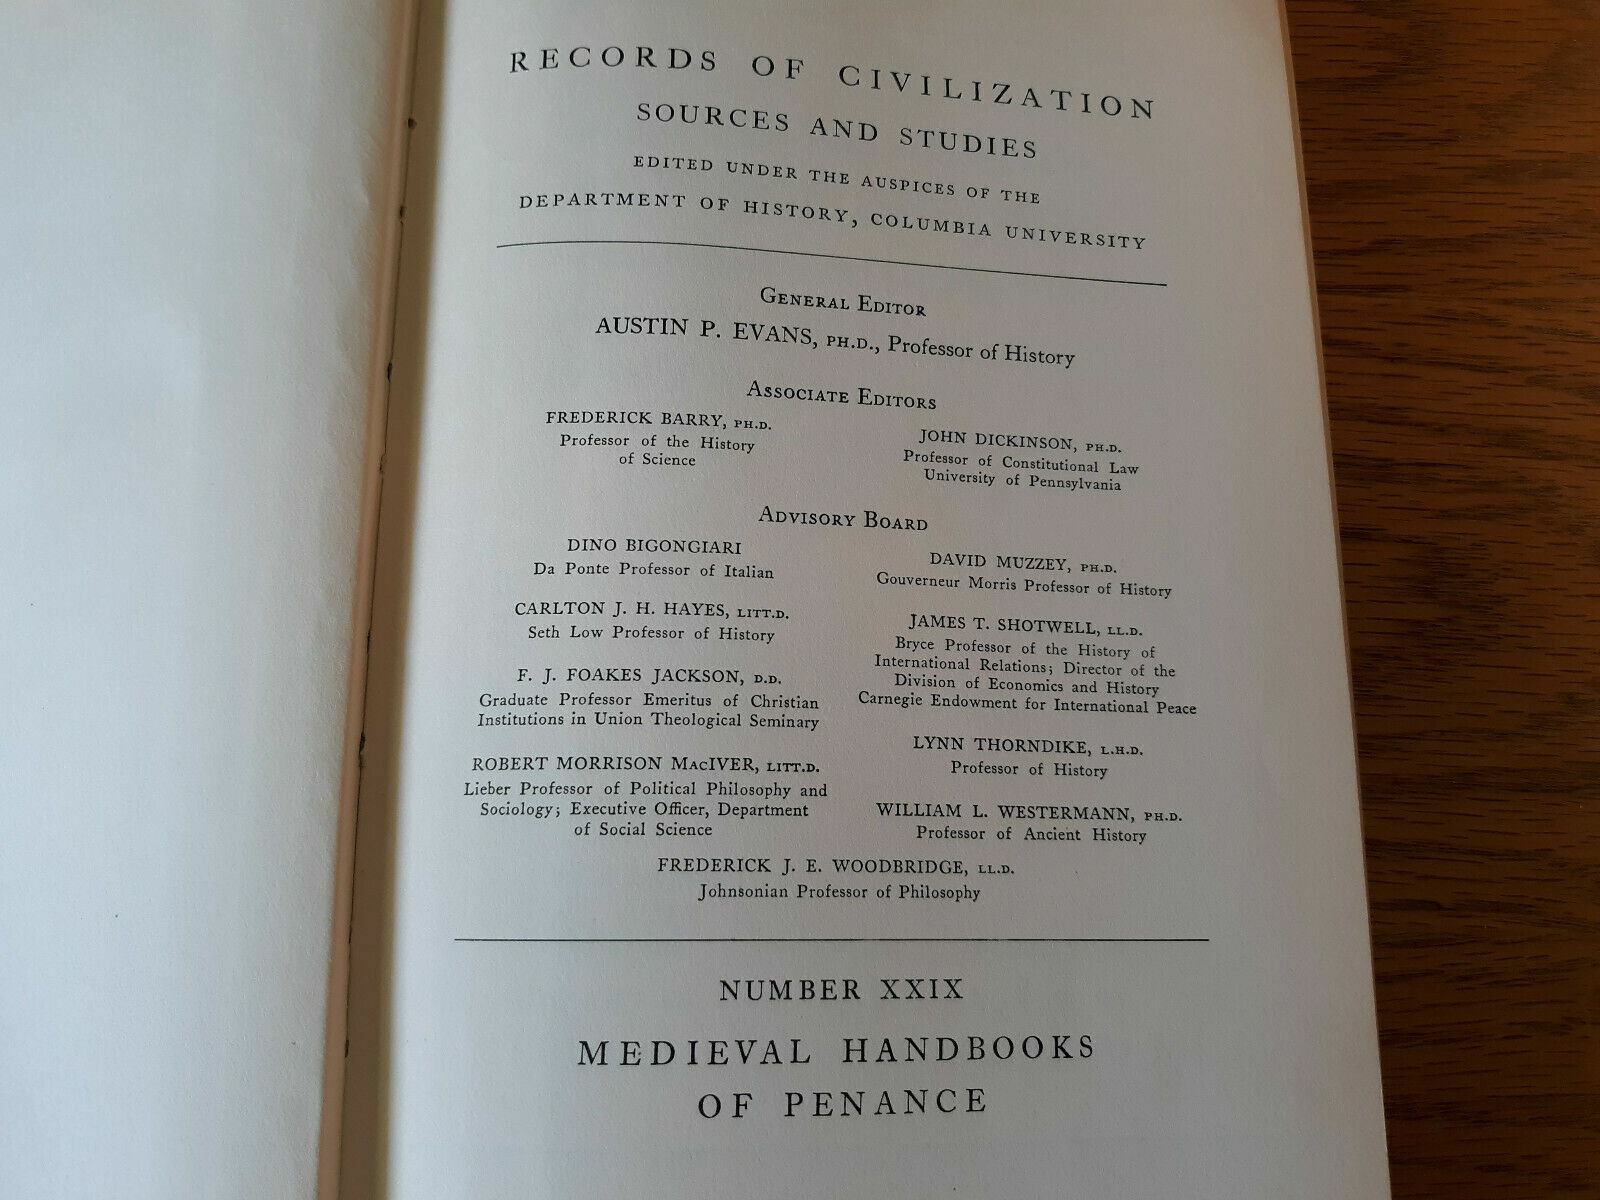 RECORDS OF CIVILIZATION
SOURCES AND STUDIES
EDITED UNDER THE AUSPICES OF THE
DEPARTMENT OF HISTORY, COLUMBIA UNIVERSITY
GENERAL EDITOR
AUSTIN P. EVANS, PH.D., Professor of History
ASSOCIATE EDITORS
FREDERICK BARRY, PH.D.
Professor of the History
of Science
JOHN DICKINSON, PH.D.
Professor of Constitutional Law
University of Pennsylvania
ADVISORY BOARD
DINO BIGONGIARI
Da Ponte Professor of Italian
CARLTON J. H. HAYES, LITT.D.
Seth Low Professor of History
F. J. FOAKES JACKSON, D.D.
Graduate Professor Emeritus of Christian
Institutions in Union Theological Seminary
ROBERT MORRISON MacIVER, LITT.D.
Lieber Professor of Political Philosophy and
Sociology; Executive Officer, Department
of Social Science
DAVID MUZZEY, PH.D.
Gouverneur Morris Professor of History
JAMES T. SHOTWELL, LL.D.
Bryce Professor of the History of
International Relations; Director of the
Division of Economics and History
Carnegie Endowment for International Peace
LYNN THORNDIKE, L.H.D.
Professor of History
WILLIAM L. WESTERMANN, PH.D.
Professor of Ancient History
FREDERICK J. E. WOODBRIDGE, LL.D.
Johnsonian Professor of Philosophy
NUMBER XXIX
MEDIEVAL HANDBOOKS
OF PENANCE